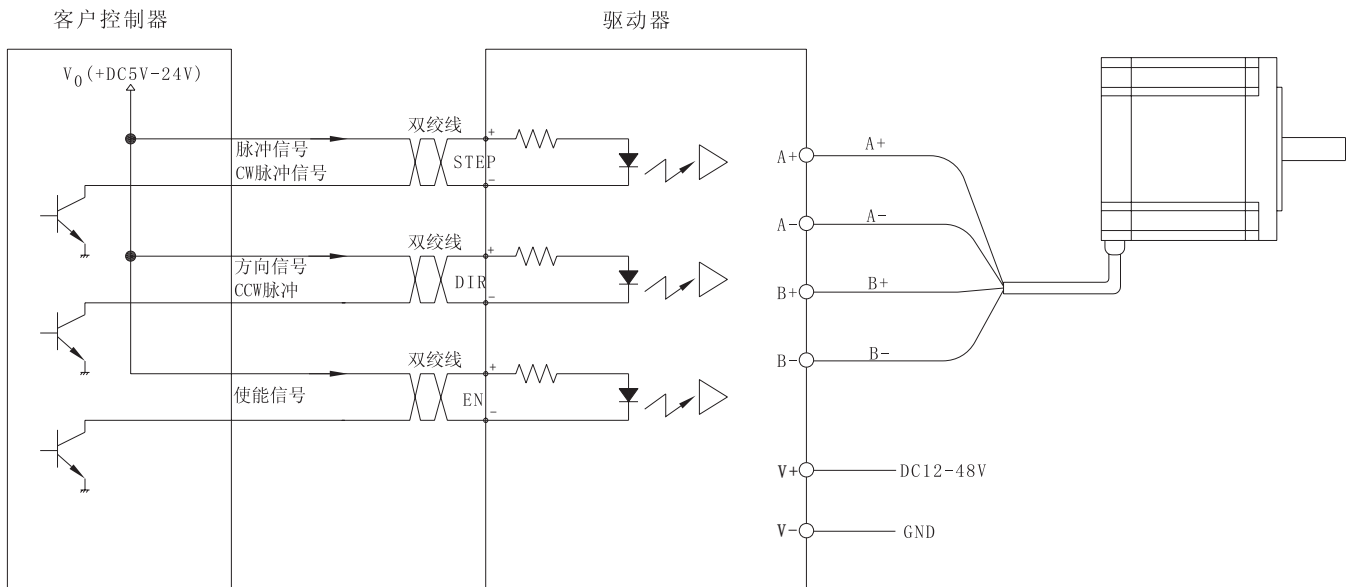 客户控制器
驱动器
V0(+DC5V-24V)
双绞线
脉冲信号
CW脉冲信号
+
STEP
-
双绞线
方向信号
CCW脉冲
+
DIR
-
双绞线
使能信号
+
EN
-
A+
A+
A-
A-
B+
B+
B-
B-
V+
DC12-48V
V-
GND